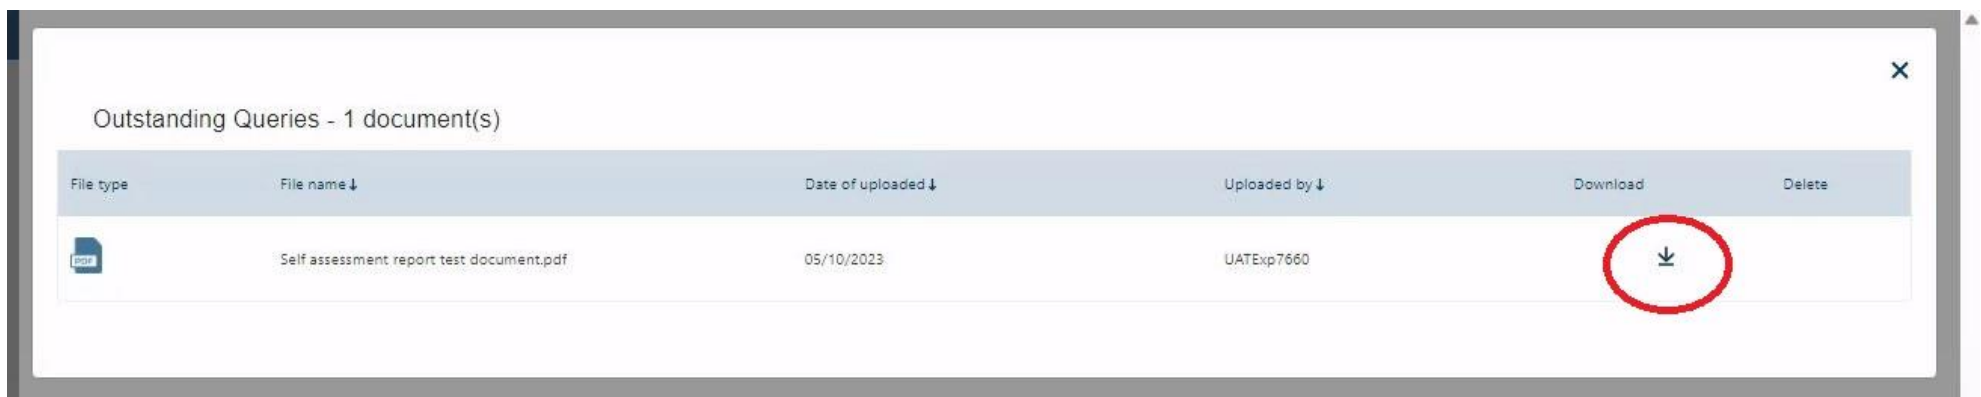 Outstanding Queries - 1 document(s)
File type File name↓ Date of uploaded↓ Uploaded by↓ Download Delete
PDF Self assessment report test document.pdf 05/10/2023 UATExp7660